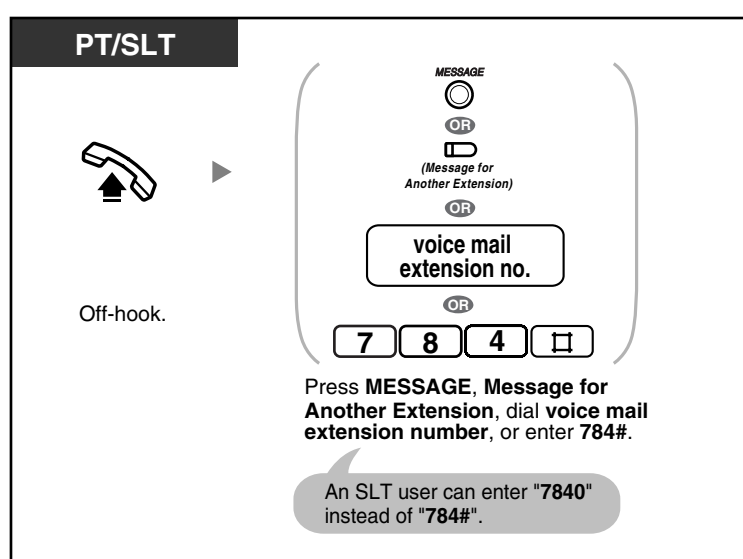 PT/SLT
MESSAGE
OR
(Message for
Another Extension)
OR
voice mail
extension no.
OR
7 8 4 #
Off-hook.
Press MESSAGE, Message for
Another Extension, dial voice mail
extension number, or enter 784#.
An SLT user can enter "7840"
instead of "784#".